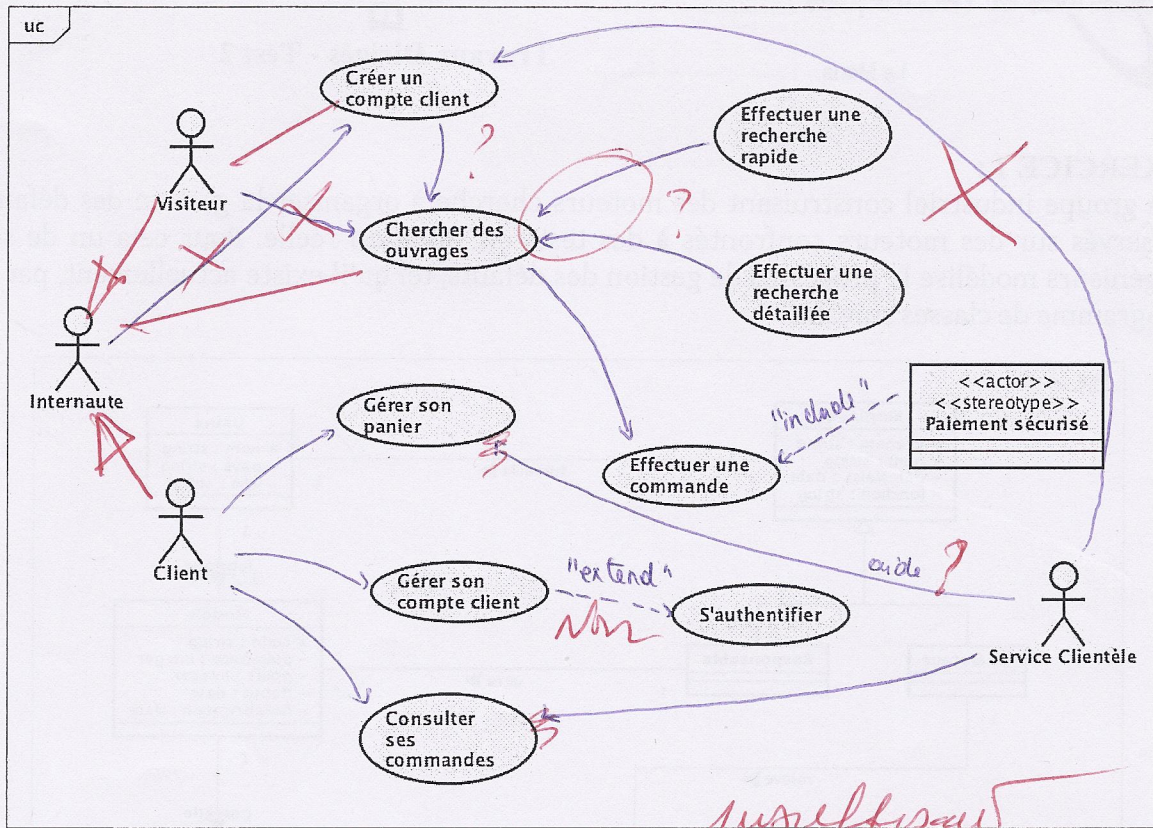 uc
Créer un
compte client
Effectuer une
recherche
rapide
Visiteur
?
Chercher des
ouvrages
?
Effectuer une
recherche
détaillée
Internaute
<<actor>>
<<stereotype>>
Paiement sécurisé
Gérer son
panier
"include"
Effectuer une
commande
Client
Gérer son
compte client
"extend"
Non
S'authentifier
aide
?
Service Clientèle
Consulter
ses
commandes
insuffisant